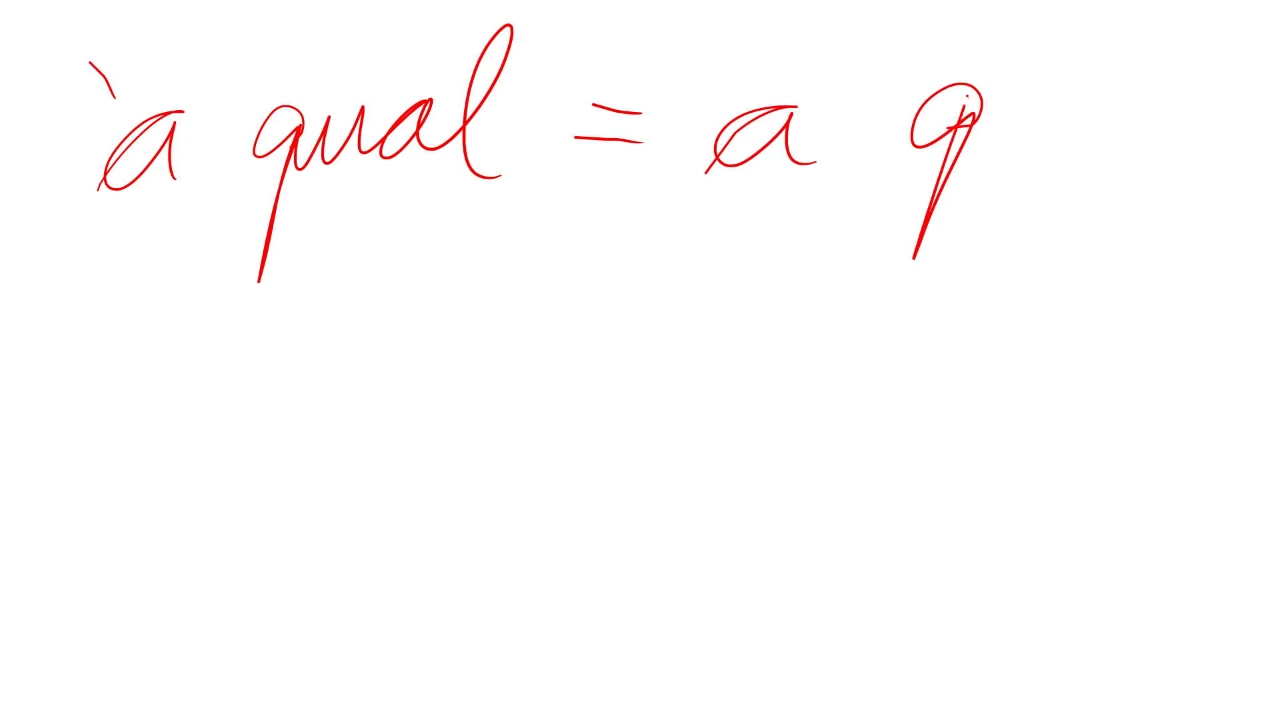 à qual = a q